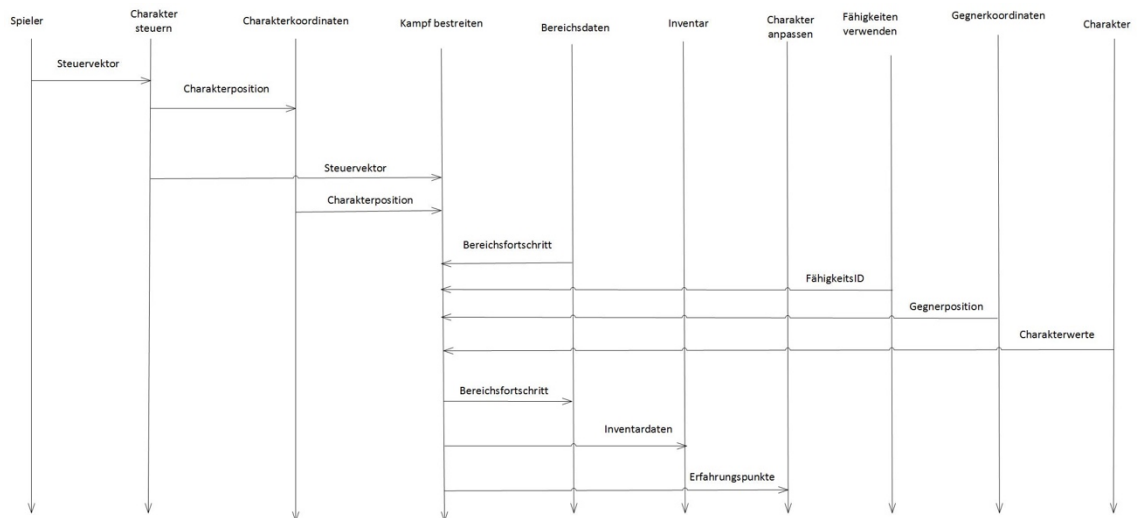 Spieler
Charakter
steuern
Charakterkoordinaten
Kampf bestreiten
Bereichsdaten
Inventar
Charakter
anpassen
Fähigkeiten
verwenden
Gegnerkoordinaten
Charakter
Steuervektor
Charakterposition
Steuervektor
Charakterposition
Bereichsfortschritt
FähigkeitsID
Gegnerposition
Charakterwerte
Bereichsfortschritt
Inventardaten
Erfahrungspunkte